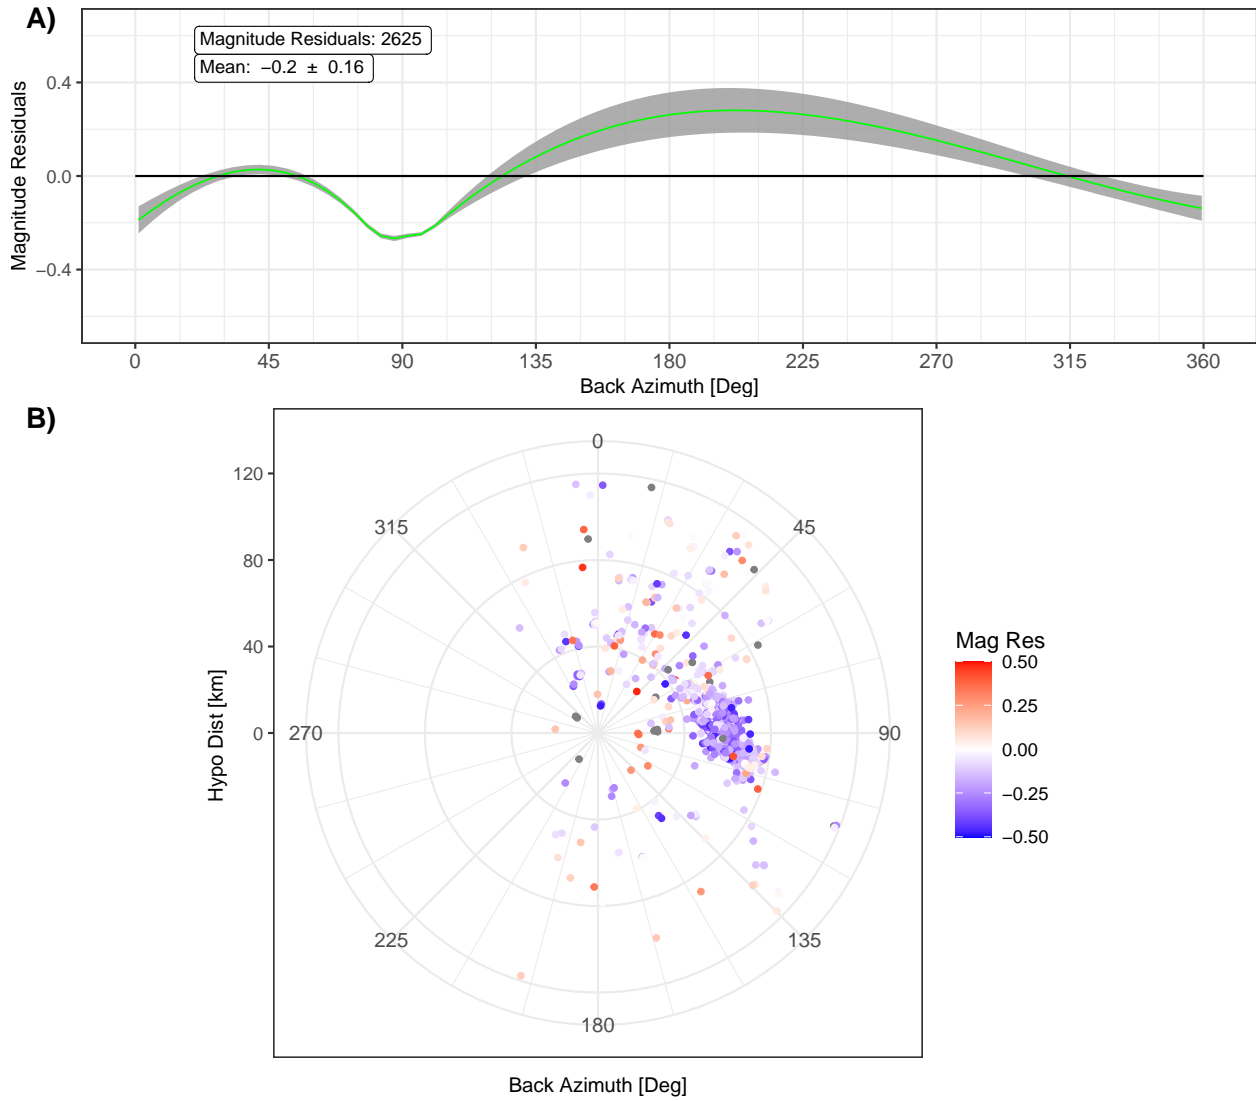 A)
Magnitude Residuals: 2625
Mean: −0.2 ± 0.16
Magnitude Residuals
0.4
0.0
−0.4
0 45 90 135 180 225 270 315 360
Back Azimuth [Deg]
B)
Hypo Dist [km]
120
80
40
0
0
45
90
135
180
225
270
315
Back Azimuth [Deg]
Mag Res
0.50
0.25
0.00
−0.25
−0.50